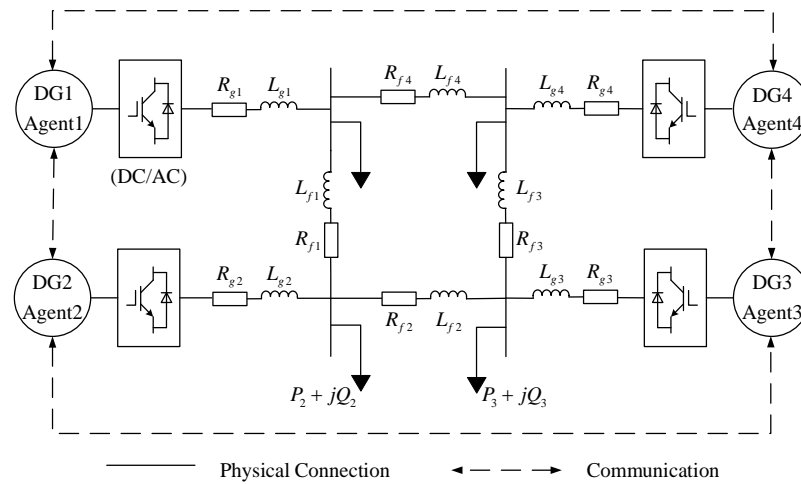 DG1
Agent1
(DC/AC)
R_{g1}
L_{g1}
R_{f4}
L_{f4}
L_{g4}
R_{g4}
DG4
Agent4
L_{f1}
R_{f1}
L_{f3}
R_{f3}
DG2
Agent2
R_{g2}
L_{g2}
R_{f2}
L_{f2}
L_{g3}
R_{g3}
DG3
Agent3
P_2 + jQ_2
P_3 + jQ_3
Physical Connection
Communication